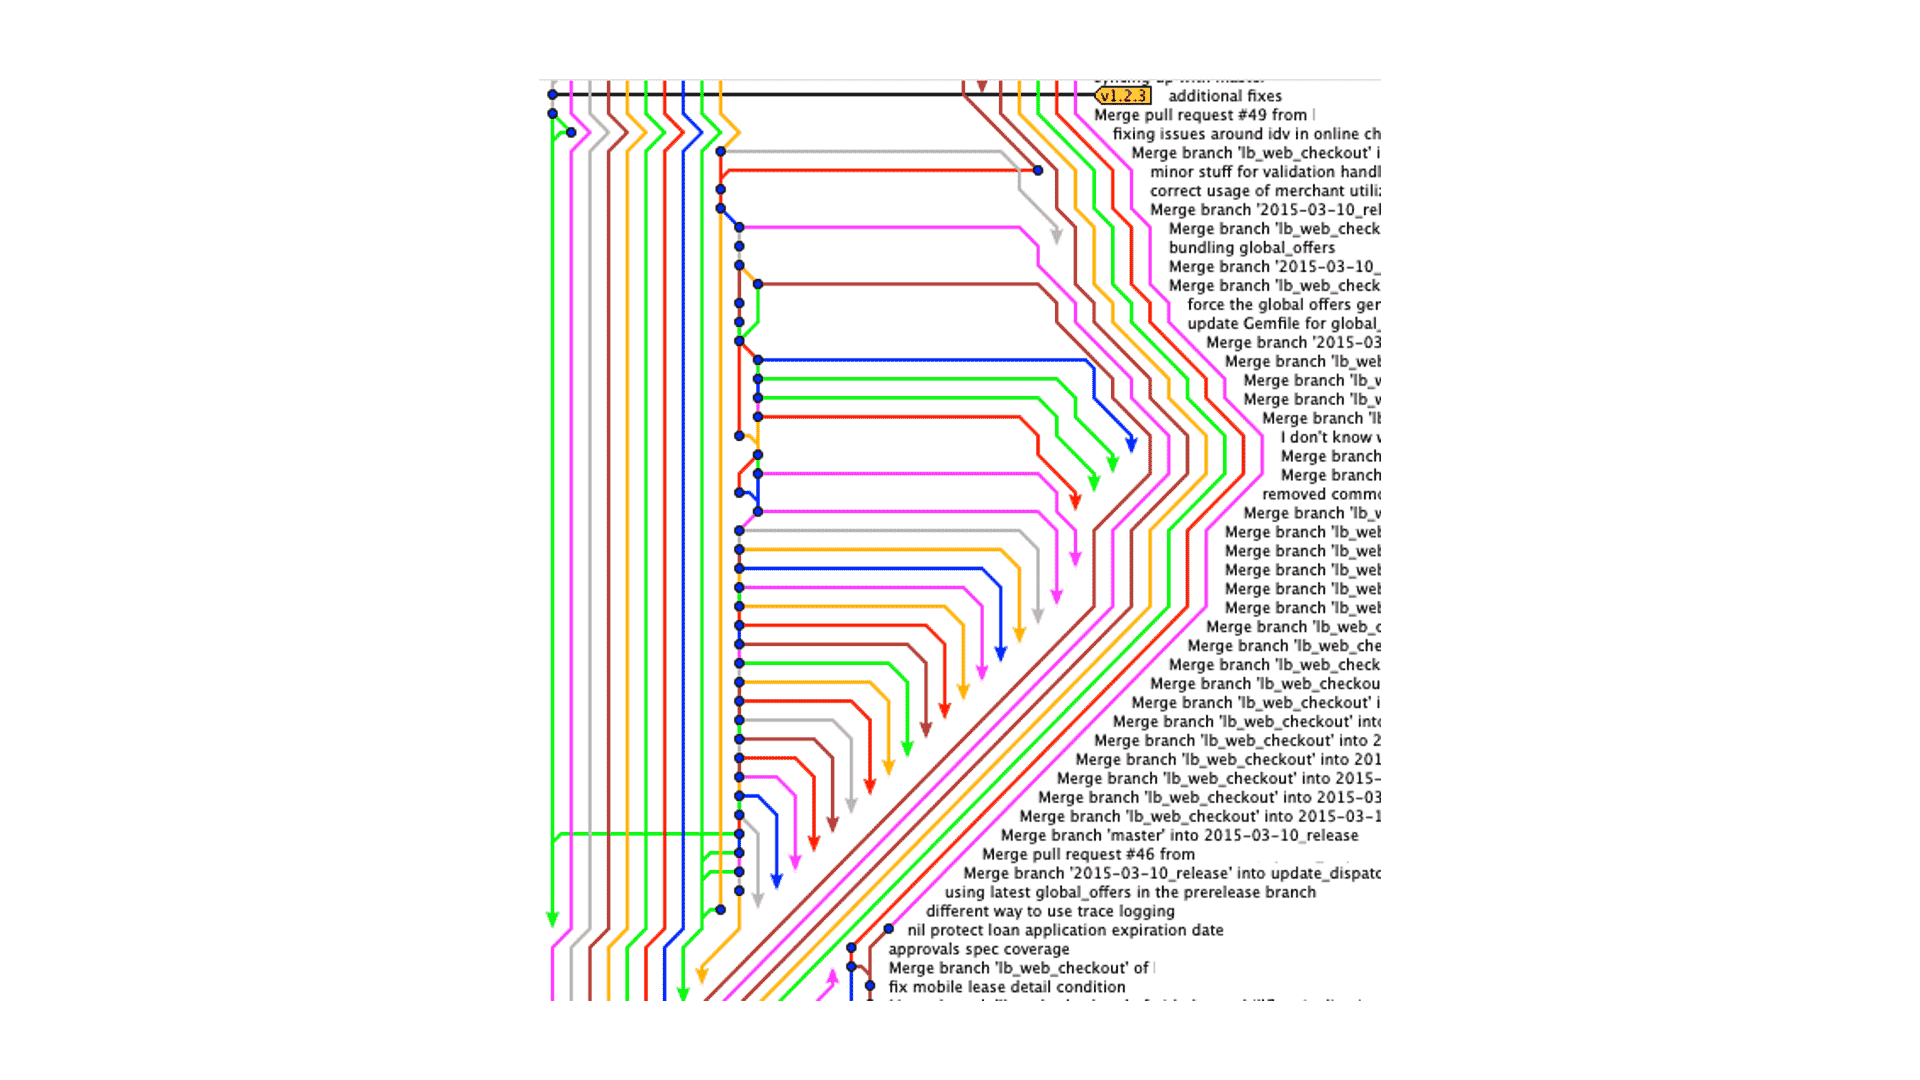 syncing up with master
v1.2.3 additional fixes
Merge pull request #49 from
fixing issues around idv in online ch
Merge branch 'lb_web_checkout' i
minor stuff for validation handl
correct usage of merchant utili
Merge branch '2015-03-10_rel
Merge branch 'lb_web_check
bundling global_offers
Merge branch '2015-03-10_
Merge branch 'lb_web_check
force the global offers ger
update Gemfile for global_
Merge branch '2015-03
Merge branch 'lb_wel
Merge branch 'lb_v
Merge branch 'lb_v
Merge branch 'll
I don't know v
Merge branch
Merge branch
removed commo
Merge branch 'lb_v
Merge branch 'lb_wel
Merge branch 'lb_wel
Merge branch 'lb_wel
Merge branch 'lb_wel
Merge branch 'lb_wel
Merge branch 'lb_web_c
Merge branch 'lb_web_che
Merge branch 'lb_web_check
Merge branch 'lb_web_checkou
Merge branch 'lb_web_checkout' i
Merge branch 'lb_web_checkout' into
Merge branch 'lb_web_checkout' into 2
Merge branch 'lb_web_checkout' into 201
Merge branch 'lb_web_checkout' into 2015-
Merge branch 'lb_web_checkout' into 2015-03
Merge branch 'lb_web_checkout' into 2015-03-1
Merge branch 'master' into 2015-03-10_release
Merge pull request #46 from
Merge branch '2015-03-10_release' into update_dispatc
using latest global_offers in the prerelease branch
different way to use trace logging
nil protect loan application expiration date
approvals spec coverage
Merge branch 'lb_web_checkout' of
fix mobile lease detail condition